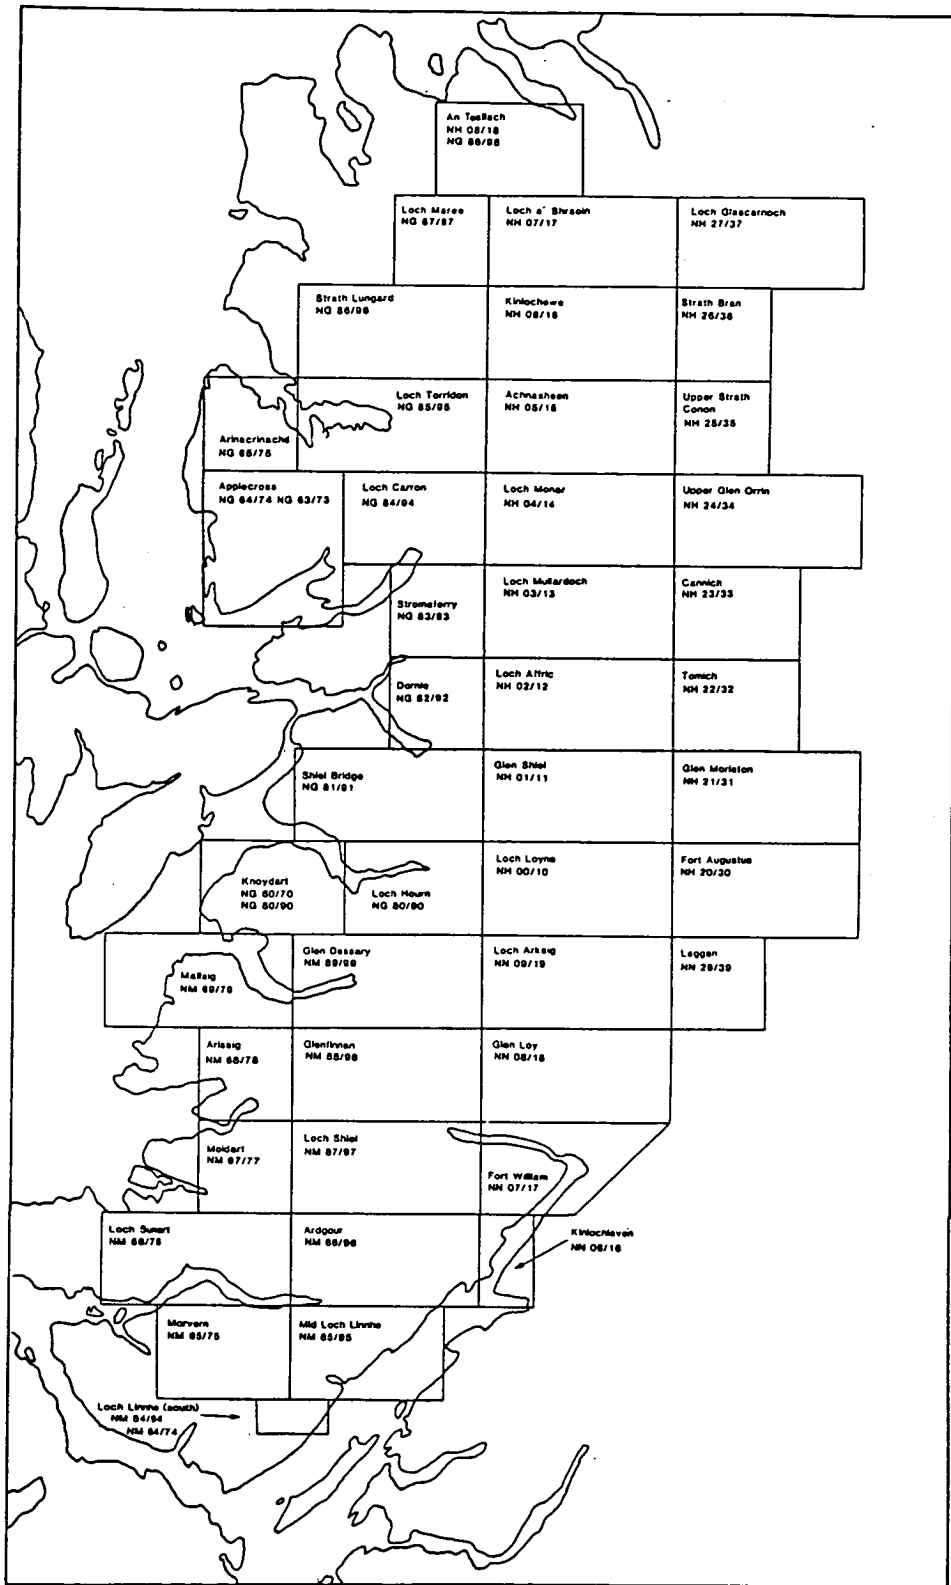 An Teallach
NH 08/18
NG 88/98
Loch Maree
NG 87/97
Loch a' Bhraoin
NH 07/17
Loch Glascarnoch
NH 27/37
Strath Lungard
NG 86/96
Kinlochewe
NH 06/16
Strath Bran
NH 26/36
Loch Torridon
NG 85/95
Achnasheen
NH 05/15
Upper Strath
Conon
NH 25/35
Arinacrinachd
NG 65/75
Applecross
NG 64/74 NG 63/73
Loch Carron
NG 84/94
Loch Monar
NH 04/14
Upper Glen Orrin
NH 24/34
Stromeferry
NG 83/93
Loch Mullardoch
NH 03/13
Cannich
NH 23/33
Dornie
NG 82/92
Loch Affric
NH 02/12
Tomich
NH 22/32
Shiel Bridge
NG 81/91
Glen Shiel
NH 01/11
Glen Moriston
NH 21/31
Knoydart
NG 60/70
NG 80/90
Loch Hourn
NG 80/90
Loch Loyne
NH 00/10
Fort Augustus
NH 20/30
Mallaig
NM 69/79
Glen Dessary
NM 89/99
Loch Arkaig
NN 09/19
Laggan
NN 29/39
Arisaig
NM 68/78
Glenfinnan
NM 88/98
Glen Loy
NN 08/18
Moidart
NM 67/77
Loch Shiel
NM 87/97
Fort William
NN 07/17
Loch Sunart
NM 66/76
Ardgour
NM 86/96
Kinlochleven
NN 06/16
Morvern
NM 65/75
Mid Loch Linnhe
NM 85/95
Loch Linnhe (south)
NM 84/94
NM 64/74